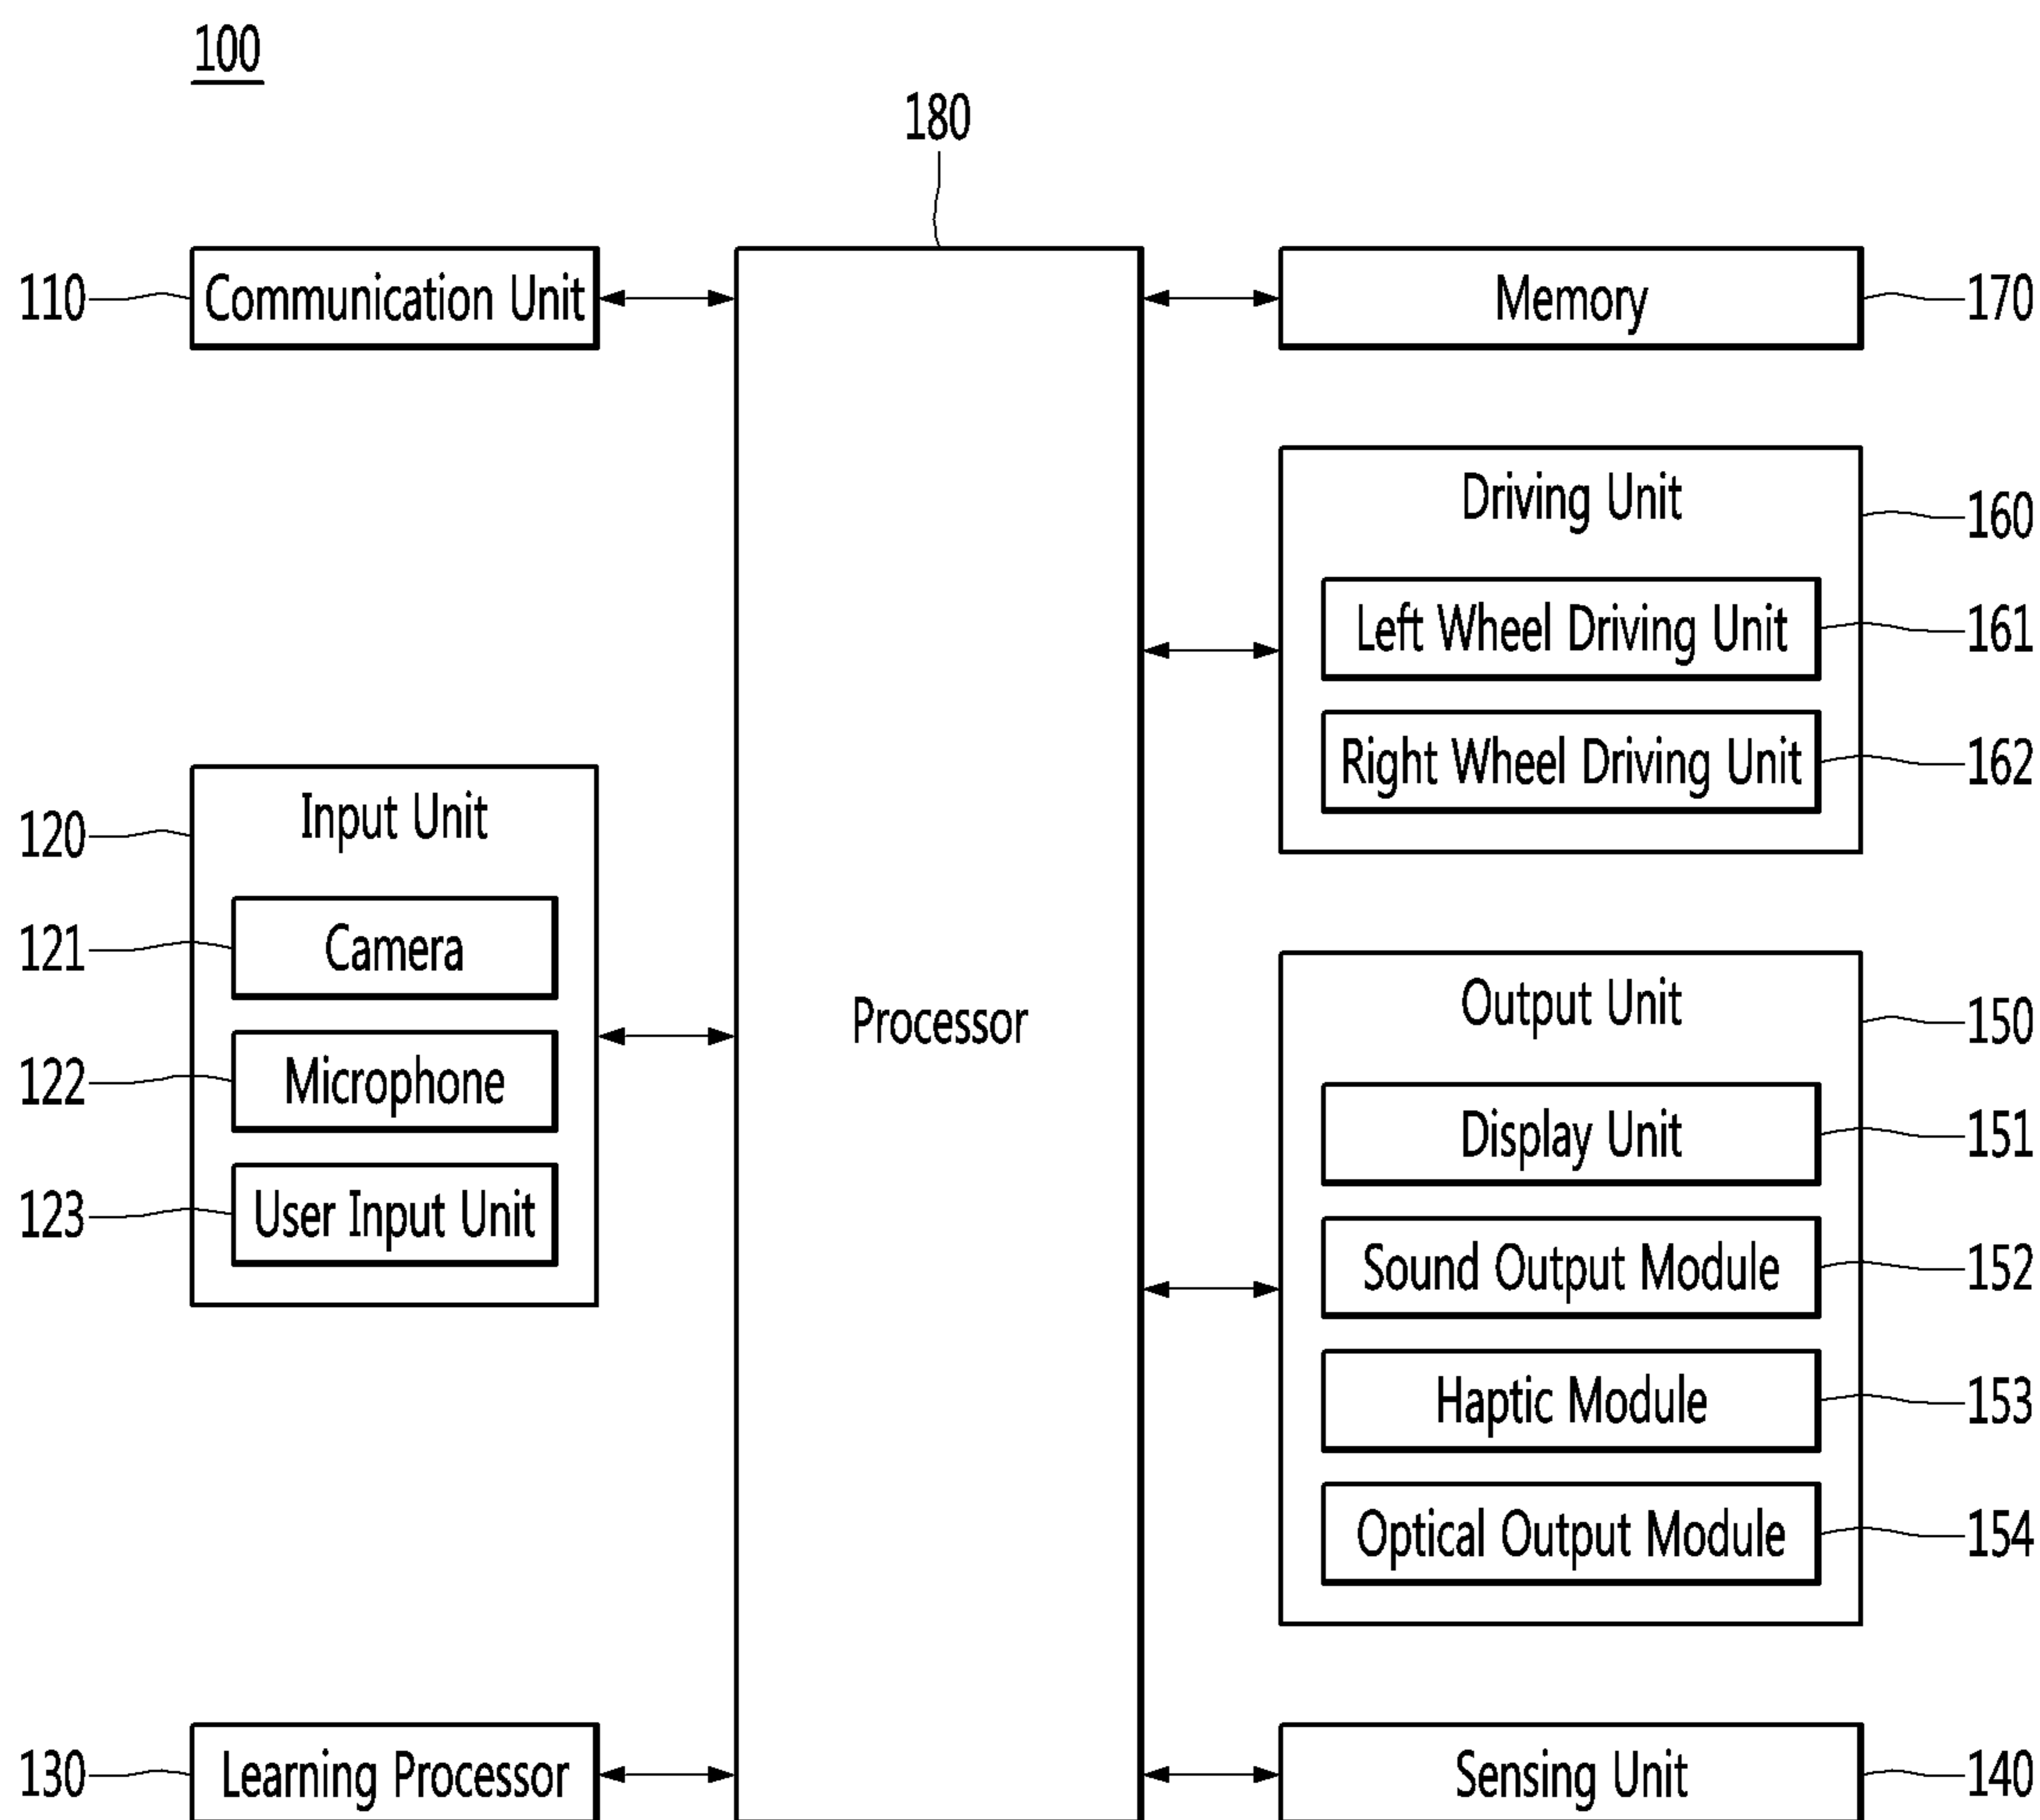 100
180
110 Communication Unit
Memory 170
Driving Unit 160
Left Wheel Driving Unit 161
Right Wheel Driving Unit 162
120 Input Unit
121 Camera
122 Microphone
123 User Input Unit
Processor
Output Unit 150
Display Unit 151
Sound Output Module 152
Haptic Module 153
Optical Output Module 154
130 Learning Processor
Sensing Unit 140